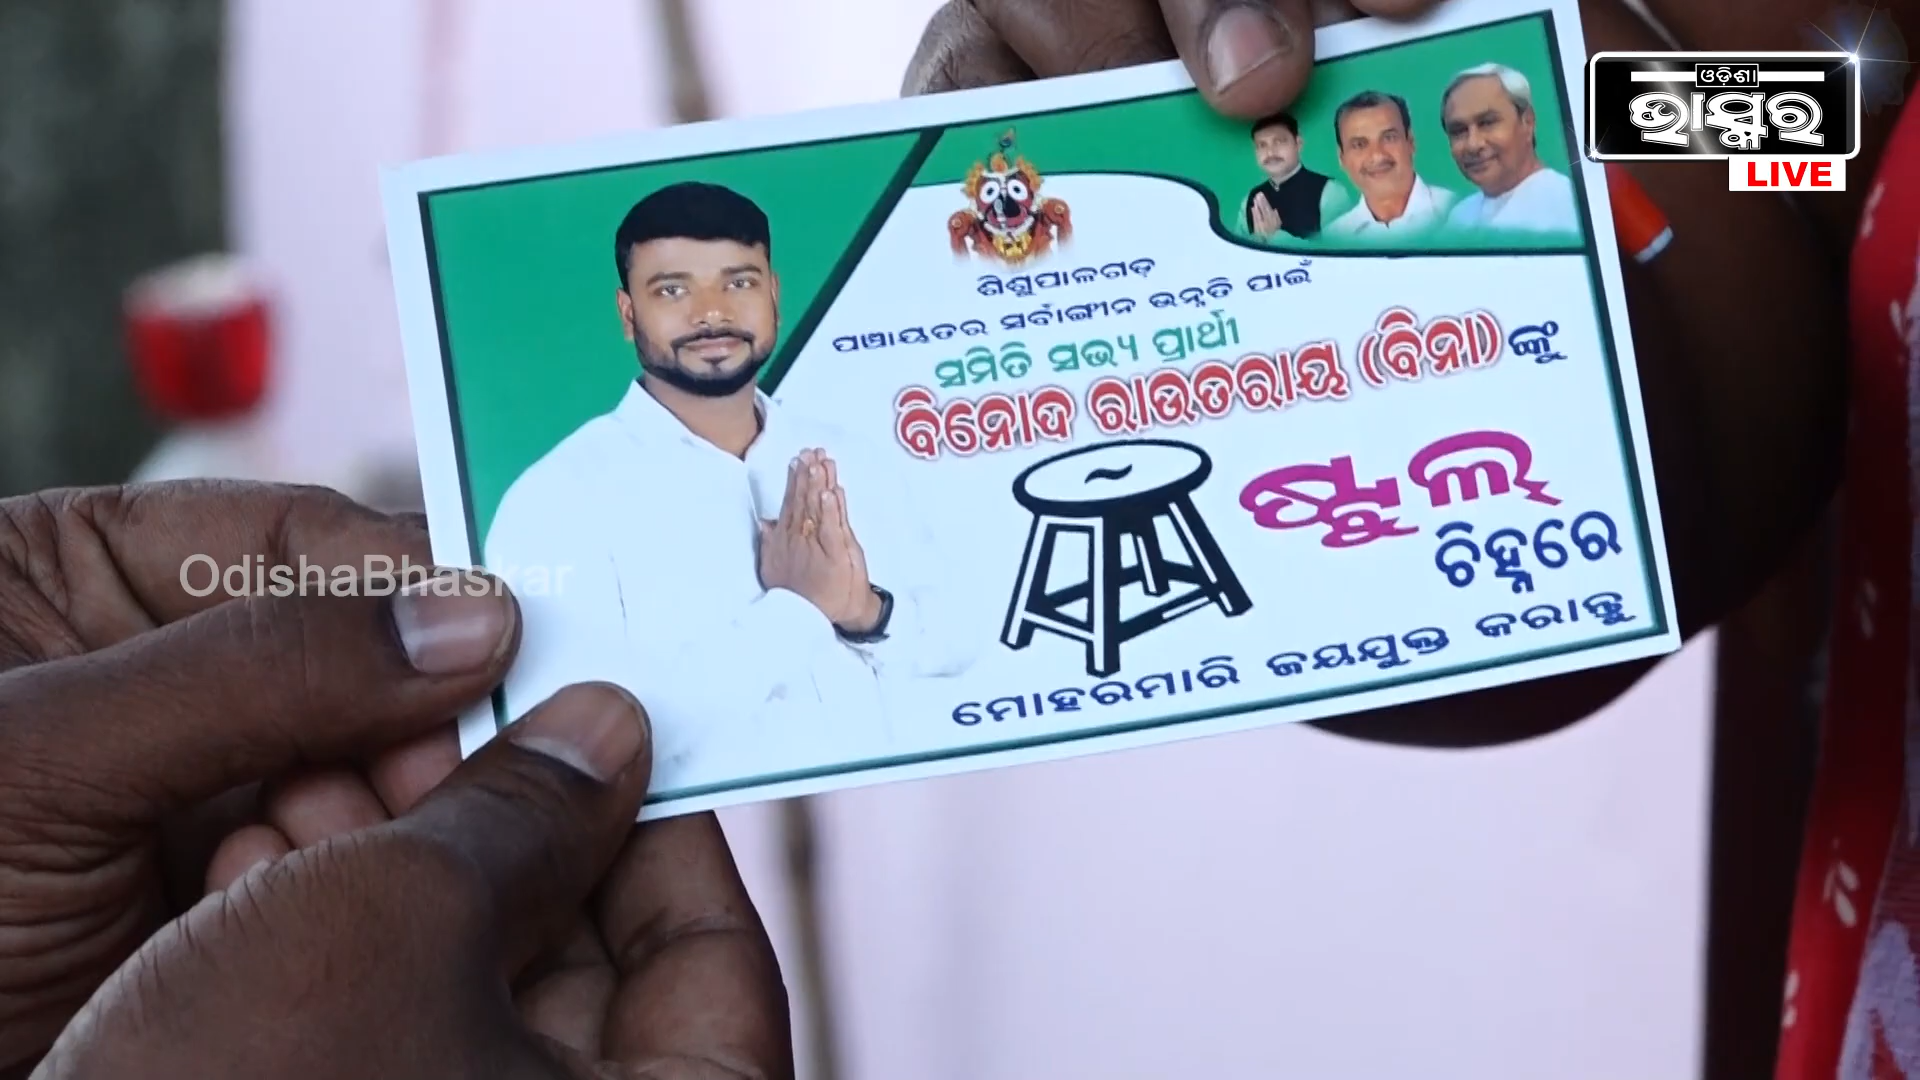 ଓଡ଼ିଶା
ଭାସ୍କର
LIVE
ଶିଶୁପାଳଗଡ଼
ପଞ୍ଚାୟତର ସର୍ବାଙ୍ଗୀନ ଉନ୍ନତି ପାଇଁ
ସମିତି ସଭ୍ୟ ପ୍ରାର୍ଥୀ
ବିନୋଦ ରାଉତରାୟ (ବିନା) ଙ୍କୁ
ଷ୍ଟୁଲ୍
ଚିହ୍ନରେ
ମୋହରମାରି ଜୟଯୁକ୍ତ କରାନ୍ତୁ
OdishaBhaskar